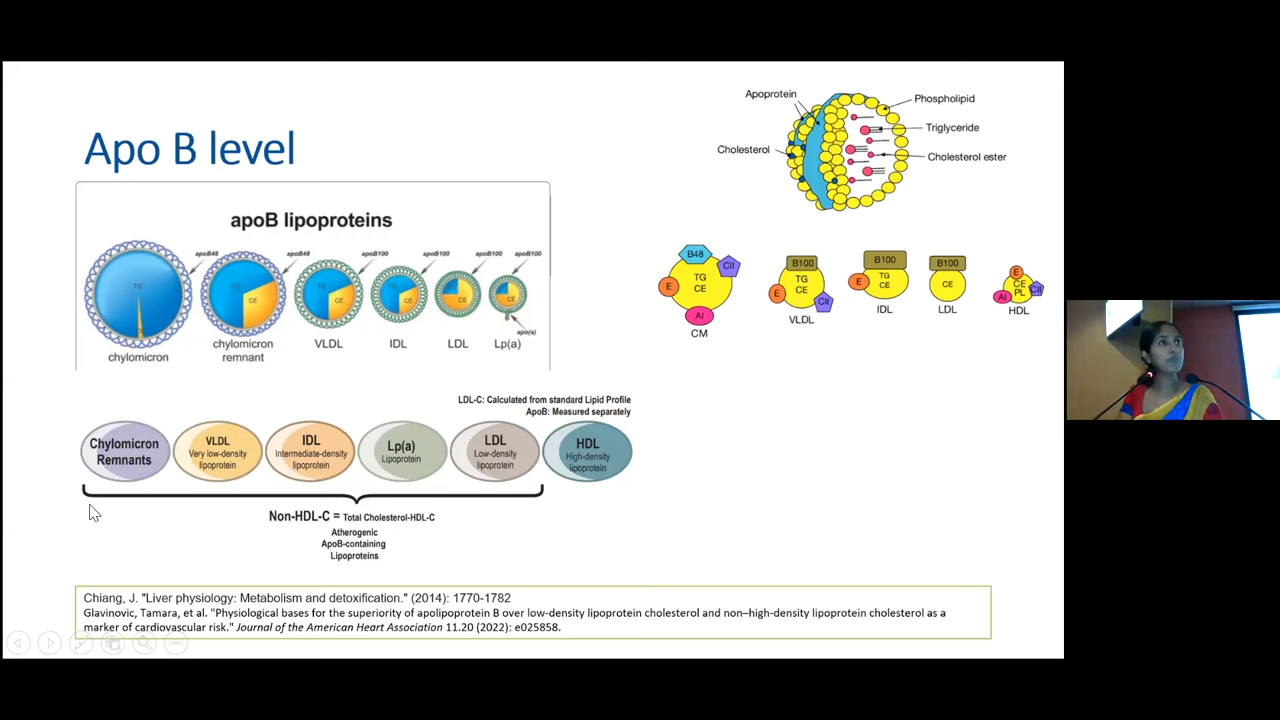 Apo B level
apoB lipoproteins
apoB48
apoB48
apoB100
apoB100
apoB100
apoB100
TG
TG
CE
TG
CE
TG
CE
CE
CE
apo(a)
chylomicron
chylomicron
remnant
VLDL
IDL
LDL
Lp(a)
Apoprotein
Cholesterol
Phospholipid
Triglyceride
Cholesterol ester
B48
CII
E
TG
CE
AI
CM
B100
TG
CE
E
CII
VLDL
B100
TG
CE
E
IDL
B100
CE
LDL
E
CE
PL
AI
CII
HDL
LDL-C: Calculated from standard Lipid Profile
ApoB: Measured separately
Chylomicron
Remnants
VLDL
Very low-density
lipoprotein
IDL
Intermediate-density
lipoprotein
Lp(a)
Lipoprotein
LDL
Low-density
lipoprotein
HDL
High-density
lipoprotein
Non-HDL-C = Total Cholesterol-HDL-C
Atherogenic
ApoB-containing
Lipoproteins
Chiang, J. "Liver physiology: Metabolism and detoxification." (2014): 1770-1782
Glavinovic, Tamara, et al. "Physiological bases for the superiority of apolipoprotein B over low-density lipoprotein cholesterol and non–high-density lipoprotein cholesterol as a
marker of cardiovascular risk." Journal of the American Heart Association 11.20 (2022): e025858.